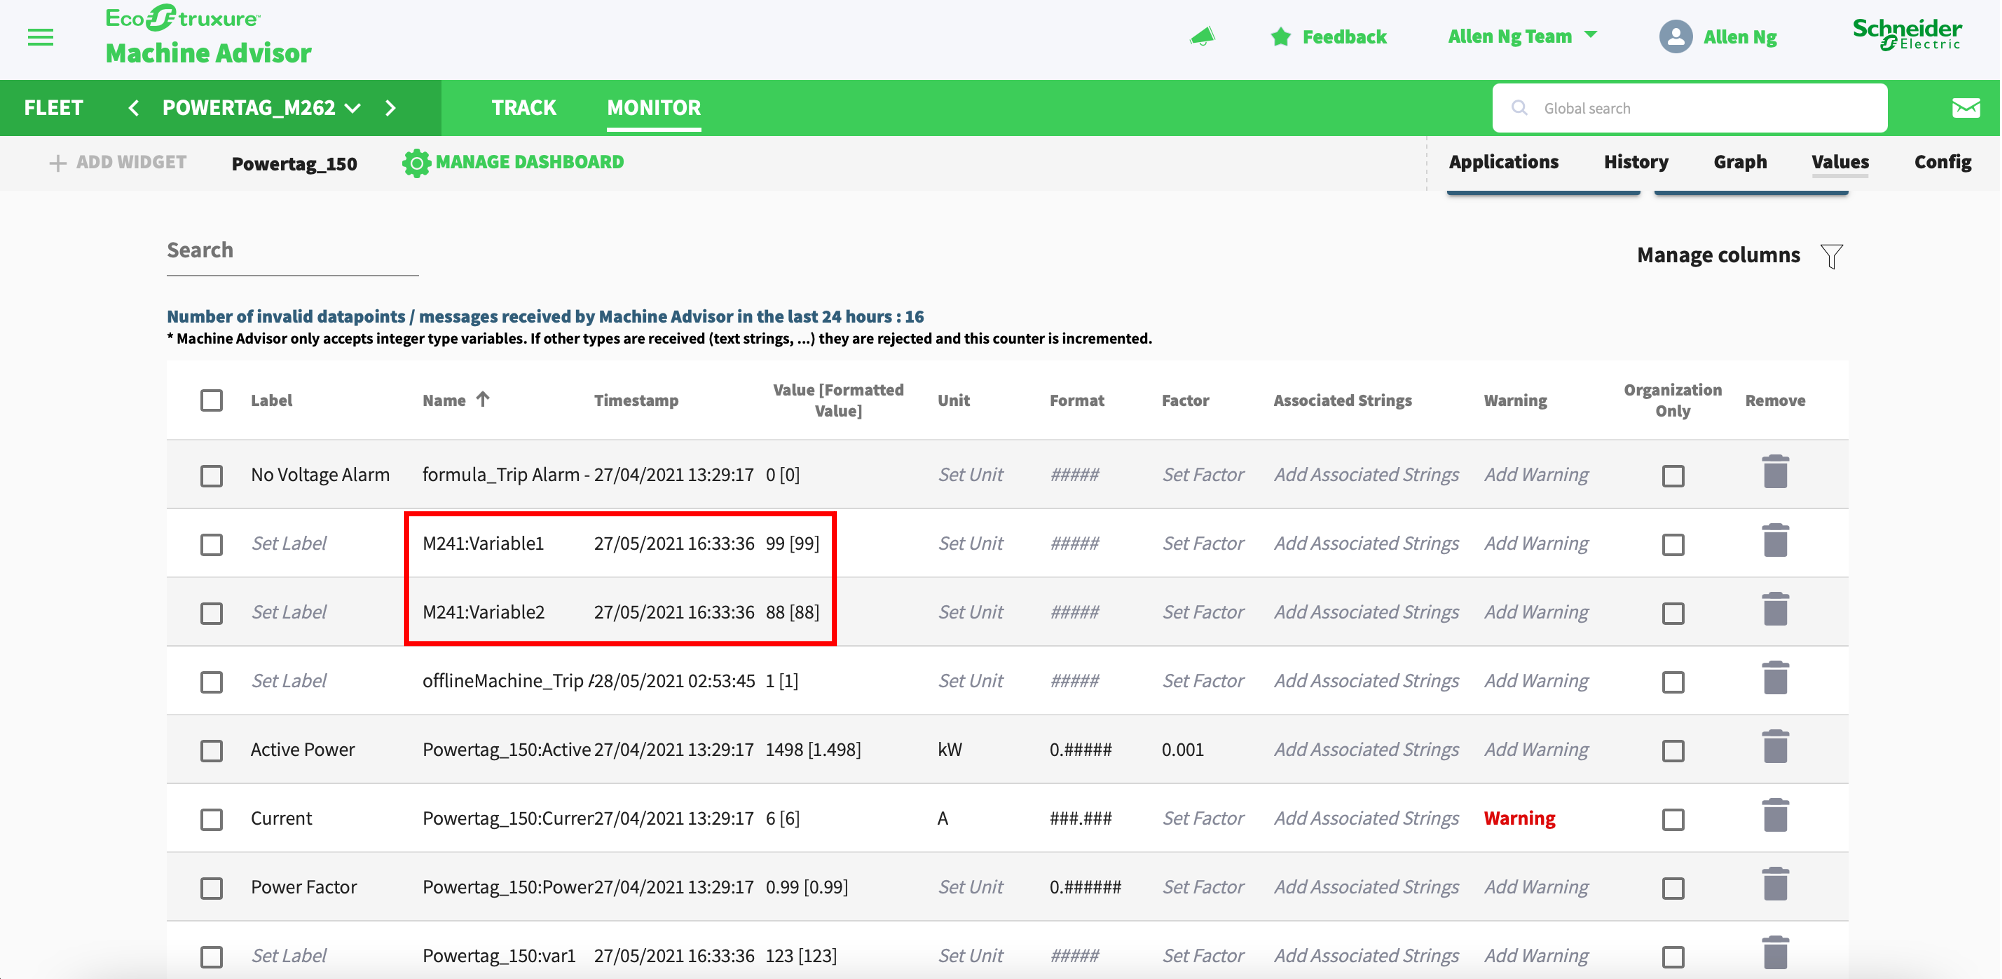 EcoStruxure
Machine Advisor
Feedback
Allen Ng Team
Allen Ng
Schneider
Electric
FLEET
POWERTAG_M262
TRACK
MONITOR
Global search
ADD WIDGET
Powertag_150
MANAGE DASHBOARD
Applications
History
Graph
Values
Config
Search
Manage columns
Number of invalid datapoints / messages received by Machine Advisor in the last 24 hours : 16
* Machine Advisor only accepts integer type variables. If other types are received (text strings, ...) they are rejected and this counter is incremented.
Label Name Timestamp Value [Formatted Value] Unit Format Factor Associated Strings Warning Organization Only Remove
No Voltage Alarm formula_Trip Alarm - 27/04/2021 13:29:17 0 [0] Set Unit ##### Set Factor Add Associated Strings Add Warning
Set Label M241:Variable1 27/05/2021 16:33:36 99 [99] Set Unit ##### Set Factor Add Associated Strings Add Warning
Set Label M241:Variable2 27/05/2021 16:33:36 88 [88] Set Unit ##### Set Factor Add Associated Strings Add Warning
Set Label offlineMachine_Trip A 28/05/2021 02:53:45 1 [1] Set Unit ##### Set Factor Add Associated Strings Add Warning
Active Power Powertag_150:Active 27/04/2021 13:29:17 1498 [1.498] kW 0.##### 0.001 Add Associated Strings Add Warning
Current Powertag_150:Curren 27/04/2021 13:29:17 6 [6] A ###.### Set Factor Add Associated Strings Warning
Power Factor Powertag_150:Power 27/04/2021 13:29:17 0.99 [0.99] Set Unit 0.###### Set Factor Add Associated Strings Add Warning
Set Label Powertag_150:var1 27/05/2021 16:33:36 123 [123] Set Unit ##### Set Factor Add Associated Strings Add Warning